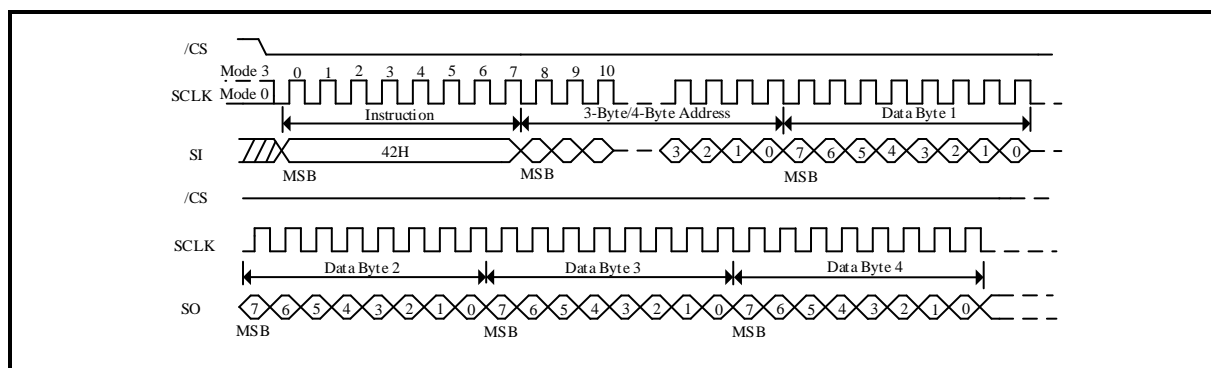 /CS
Mode 3 0 1 2 3 4 5 6 7 8 9 10
SCLK Mode 0
Instruction 3-Byte/4-Byte Address Data Byte 1
SI 42H 3 2 1 0 7 6 5 4 3 2 1 0
MSB MSB MSB
/CS
SCLK
Data Byte 2 Data Byte 3 Data Byte 4
SO 7 6 5 4 3 2 1 0 7 6 5 4 3 2 1 0 7 6 5 4 3 2 1 0
MSB MSB MSB